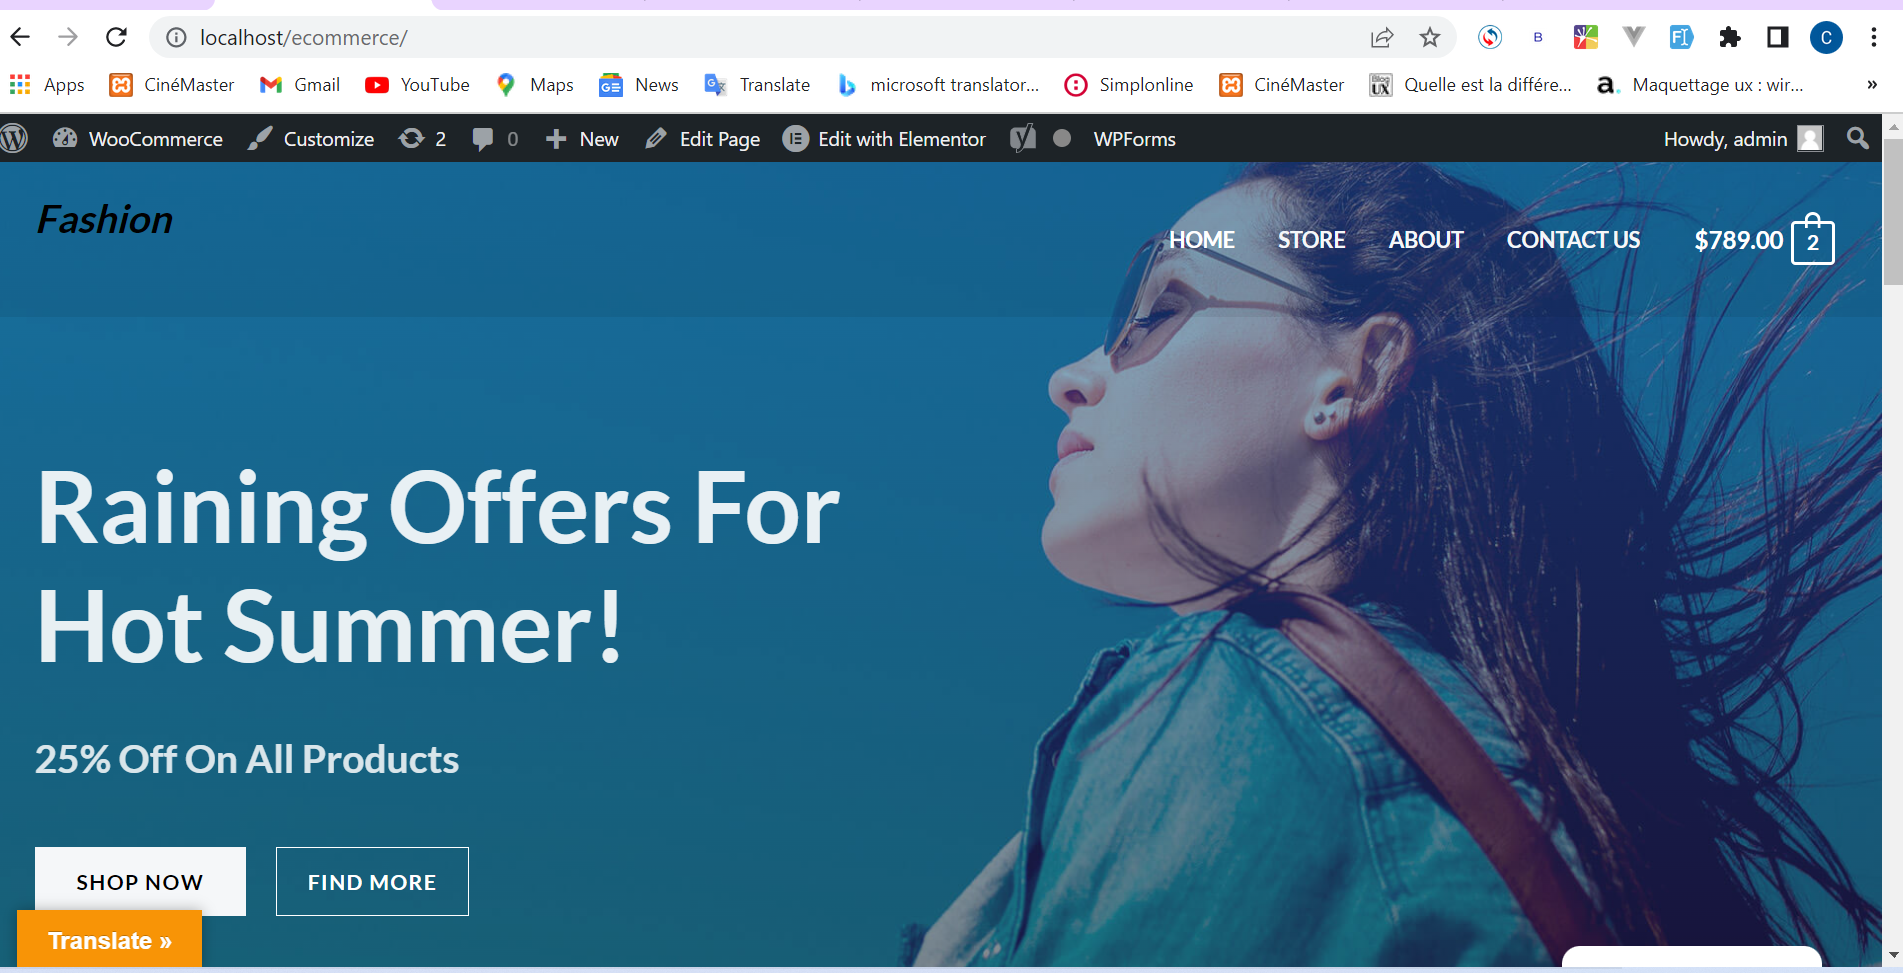 localhost/ecommerce/
B
C
Apps CinéMaster Gmail YouTube Maps News Translate microsoft translator... Simplonline CinéMaster Quelle est la différe... Maquettage ux : wir... »
WooCommerce Customize 2 0 New Edit Page Edit with Elementor WPForms Howdy, admin
Fashion
HOME STORE ABOUT CONTACT US $789.00 2
Raining Offers For
Hot Summer!
25% Off On All Products
SHOP NOW FIND MORE
Translate »